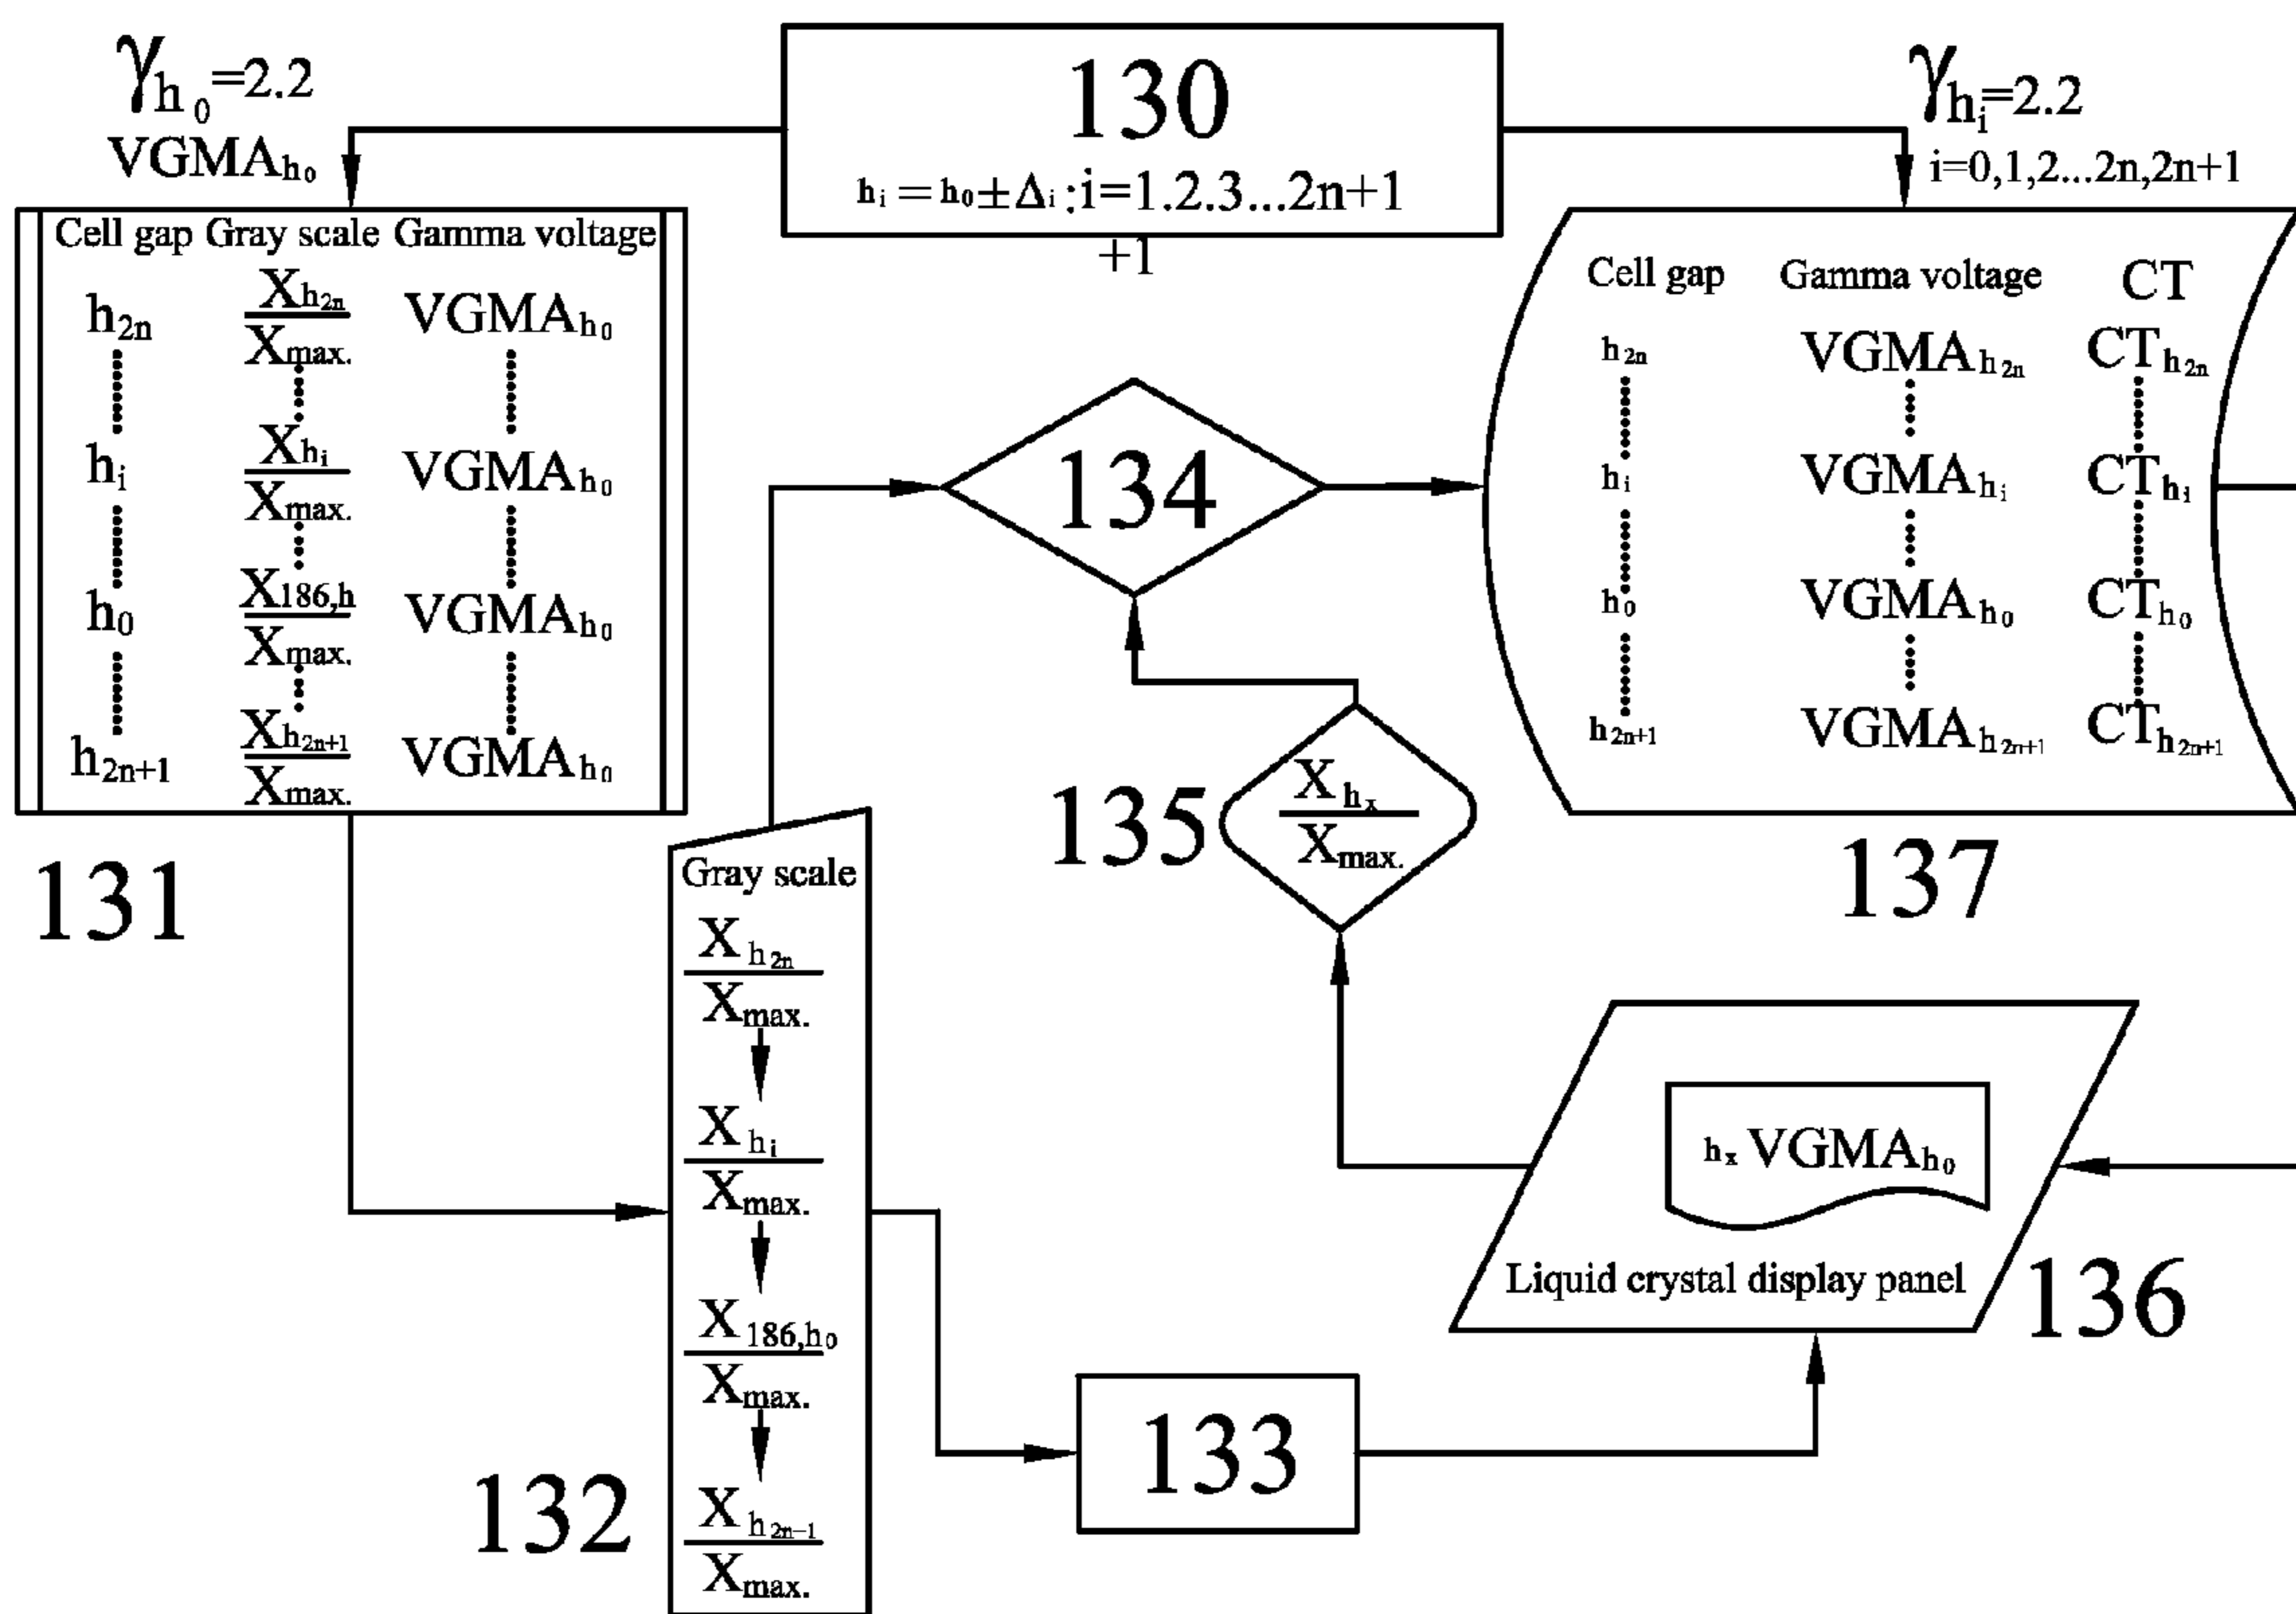 γh0=2.2
VGMAh0
130
hi=h0±Δi:i=1.2.3...2n+1
+1
γhi=2.2
i=0,1,2...2n,2n+1
Cell gap Gray scale Gamma voltage
h2n Xh2n/Xmax. VGMAh0
hi Xhi/Xmax. VGMAh0
h0 X186,h/Xmax. VGMAh0
h2n+1 Xh2n+1/Xmax. VGMAh0
131
134
Cell gap Gamma voltage CT
h2n VGMAh2n CTh2n
hi VGMAhi CThi
h0 VGMAh0 CTh0
h2n+1 VGMAh2n+1 CTh2n+1
137
135
Xhx/Xmax.
Gray scale
Xh2n/Xmax.
Xhi/Xmax.
X186,h0/Xmax.
Xh2n-1/Xmax.
132
133
hx VGMAh0
Liquid crystal display panel
136